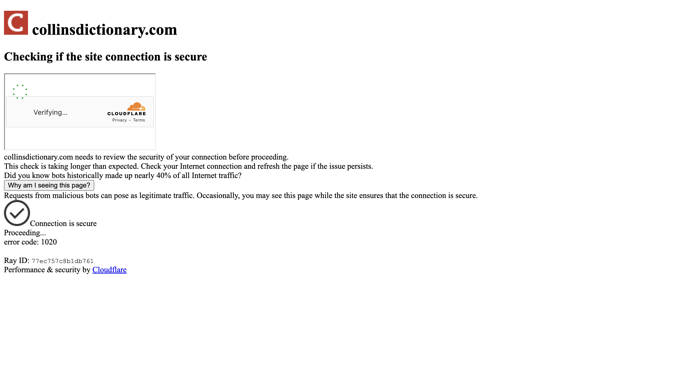 C collinsdictionary.com
Checking if the site connection is secure
Verifying...
CLOUDFLARE
Privacy • Terms
collinsdictionary.com needs to review the security of your connection before proceeding.
This check is taking longer than expected. Check your Internet connection and refresh the page if the issue persists.
Did you know bots historically made up nearly 40% of all Internet traffic?
Why am I seeing this page?
Requests from malicious bots can pose as legitimate traffic. Occasionally, you may see this page while the site ensures that the connection is secure.
Connection is secure
Proceeding...
error code: 1020
Ray ID: 77ec757c8b1db761
Performance & security by Cloudflare